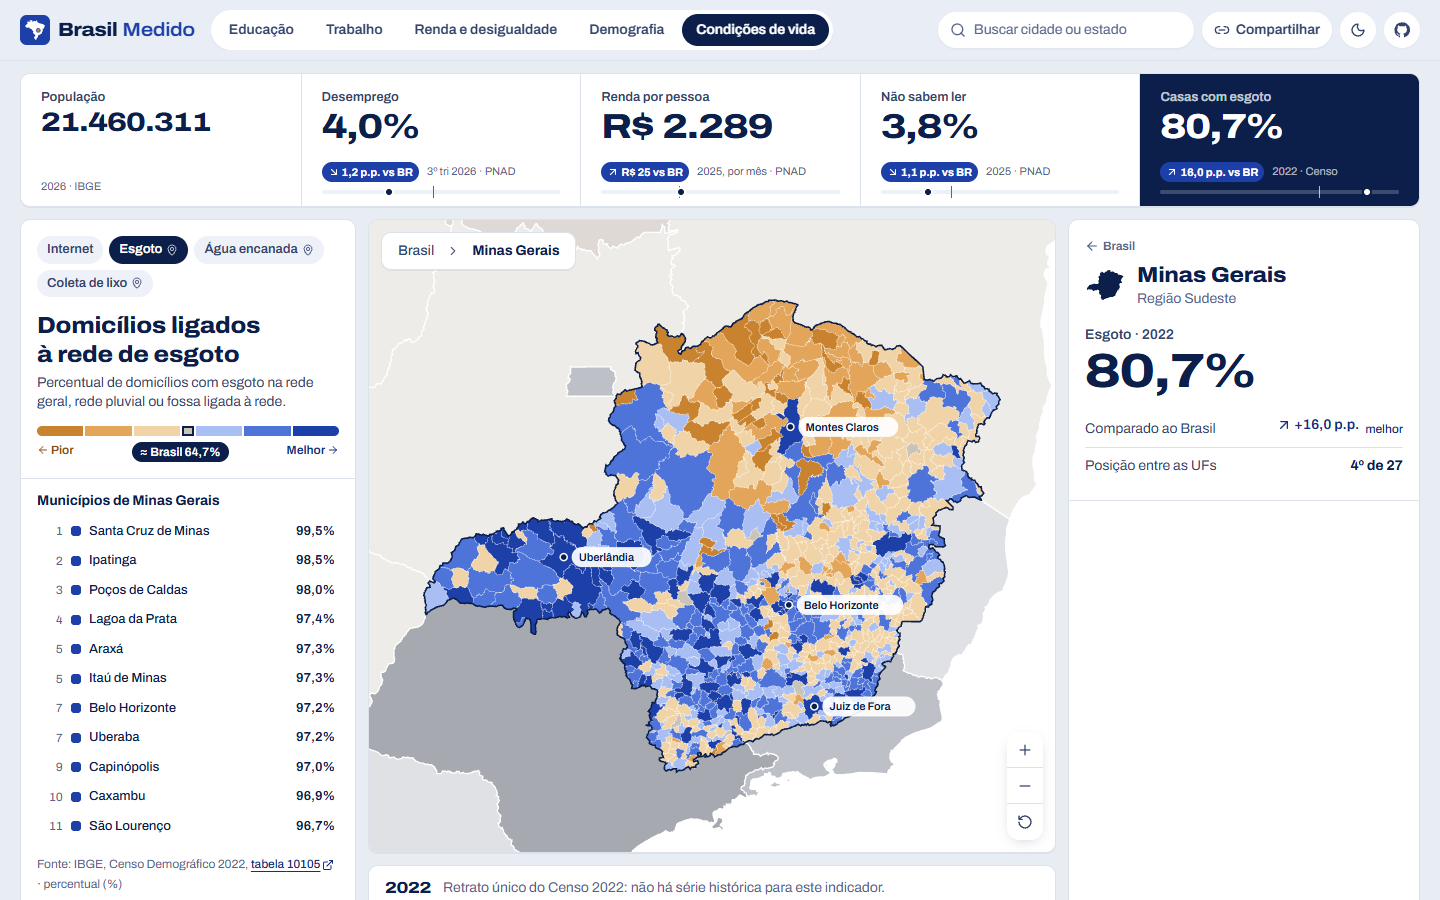 Brasil Medido
Educação
Trabalho
Renda e desigualdade
Demografia
Condições de vida
Buscar cidade ou estado
Compartilhar
População
21.460.311
2026 · IBGE
Desemprego
4,0%
1,2 p.p. vs BR
3º tri 2026 · PNAD
Renda por pessoa
R$ 2.289
R$ 25 vs BR
2025, por mês · PNAD
Não sabem ler
3,8%
1,1 p.p. vs BR
2025 · PNAD
Casas com esgoto
80,7%
16,0 p.p. vs BR
2022 · Censo
Internet
Esgoto
Água encanada
Coleta de lixo
Domicílios ligados
à rede de esgoto
Percentual de domicílios com esgoto na rede
geral, rede pluvial ou fossa ligada à rede.
← Pior
≈ Brasil 64,7%
Melhor →
Municípios de Minas Gerais
1 Santa Cruz de Minas 99,5%
2 Ipatinga 98,5%
3 Poços de Caldas 98,0%
4 Lagoa da Prata 97,4%
5 Araxá 97,3%
5 Itaú de Minas 97,3%
7 Belo Horizonte 97,2%
7 Uberaba 97,2%
9 Capinópolis 97,0%
10 Caxambu 96,9%
11 São Lourenço 96,7%
Fonte: IBGE, Censo Demográfico 2022, tabela 10105
· percentual (%)
Brasil > Minas Gerais
Montes Claros
Uberlândia
Belo Horizonte
Juiz de Fora
+
−
2022 Retrato único do Censo 2022: não há série histórica para este indicador.
← Brasil
Minas Gerais
Região Sudeste
Esgoto · 2022
80,7%
Comparado ao Brasil ↗ +16,0 p.p. melhor
Posição entre as UFs 4º de 27